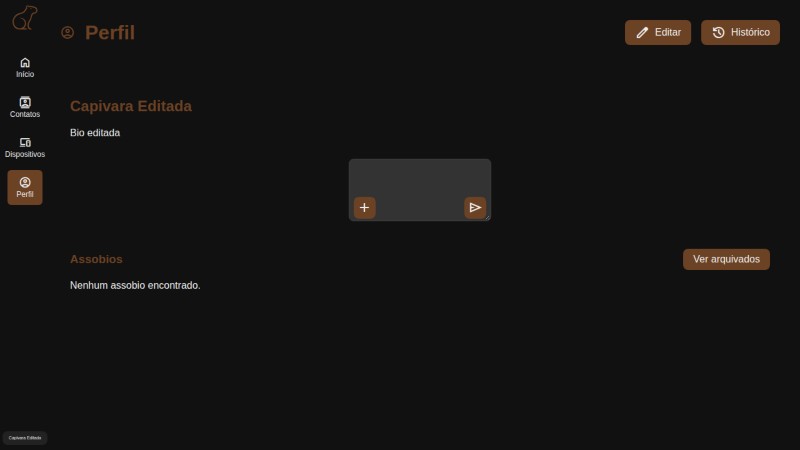 Perfil
Editar
Histórico
Início
Contatos
Dispositivos
Perfil
Capivara Editada
Bio editada
Assobios
Ver arquivados
Nenhum assobio encontrado.
Capivara Editada